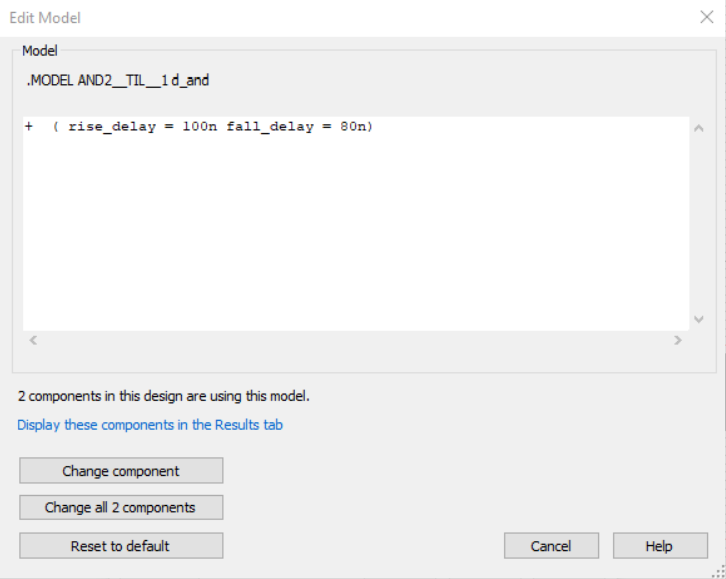 Edit Model
Model
.MODEL AND2__TIL__1 d_and
+  ( rise_delay = 100n fall_delay = 80n)
2 components in this design are using this model.
Display these components in the Results tab
Change component
Change all 2 components
Reset to default
Cancel
Help